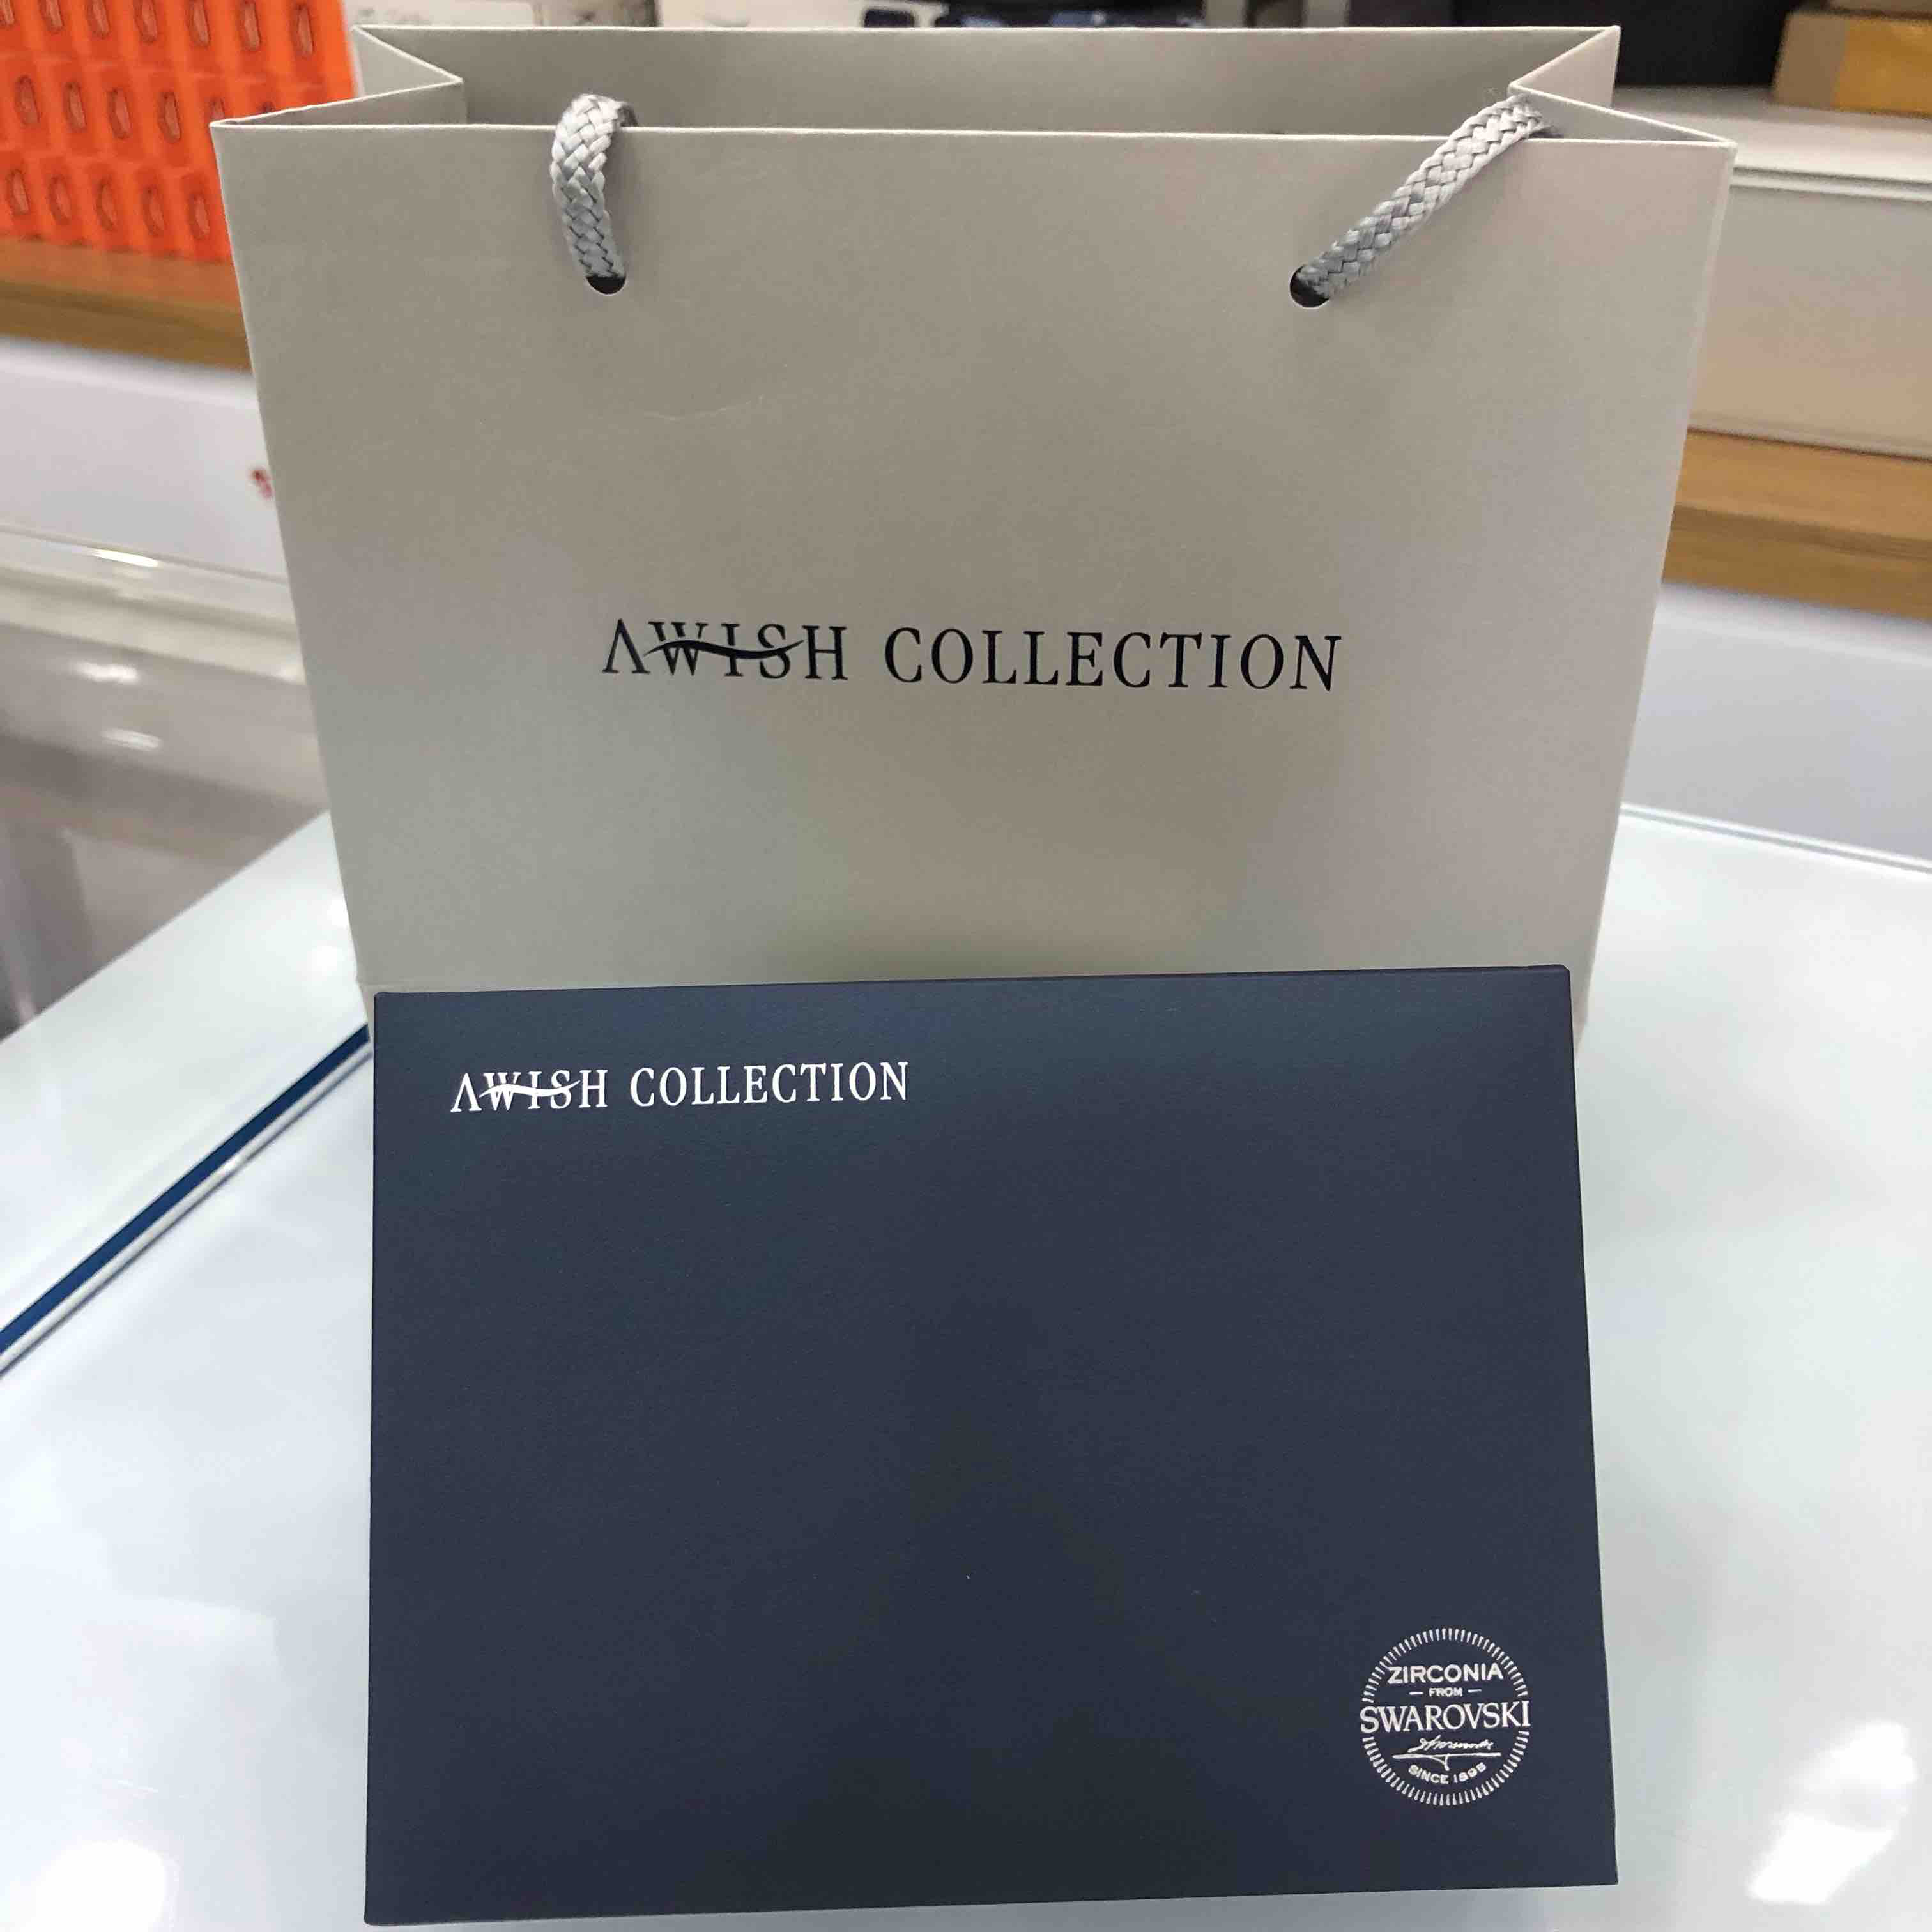 AWISH COLLECTION
AWISH COLLECTION
ZIRCONIA
— FROM —
SWAROVSKI
SINCE 1895